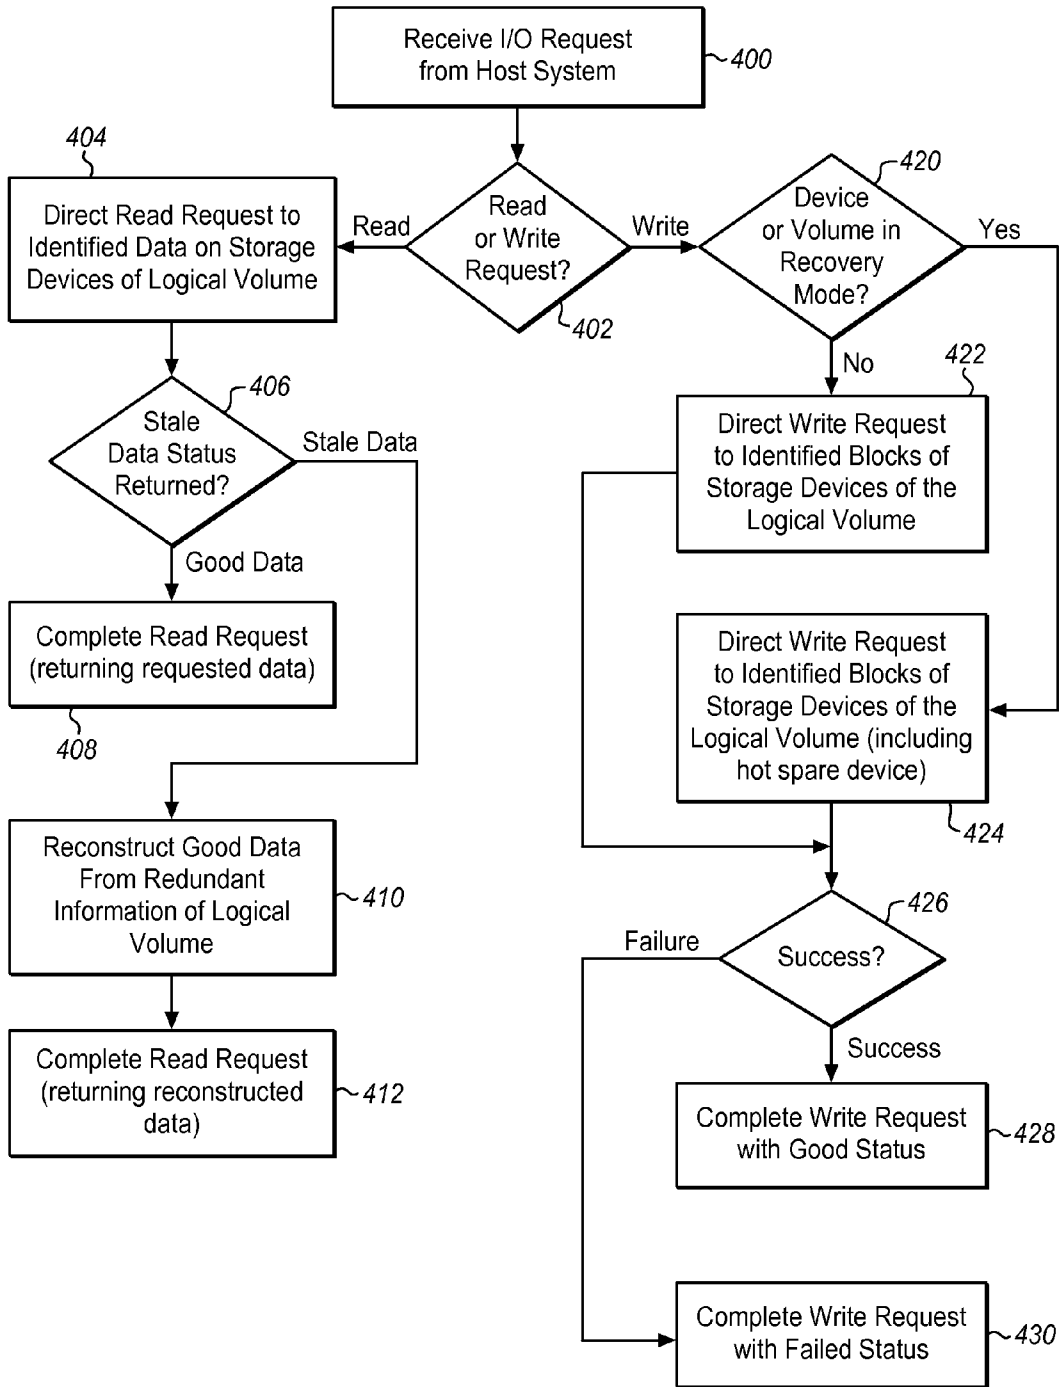 Receive I/O Request
from Host System
400
404
Direct Read Request to
Identified Data on Storage
Devices of Logical Volume
Read
Read
or Write
Request?
402
Write
420
Device
or Volume in
Recovery
Mode?
Yes
No
406
Stale
Data Status
Returned?
Stale Data
Good Data
422
Direct Write Request
to Identified Blocks of
Storage Devices of the
Logical Volume
Complete Read Request
(returning requested data)
408
Direct Write Request
to Identified Blocks of
Storage Devices of the
Logical Volume (including
hot spare device)
424
Reconstruct Good Data
From Redundant
Information of Logical
Volume
410
426
Failure
Success?
Success
Complete Read Request
(returning reconstructed
data)
412
Complete Write Request
with Good Status
428
Complete Write Request
with Failed Status
430